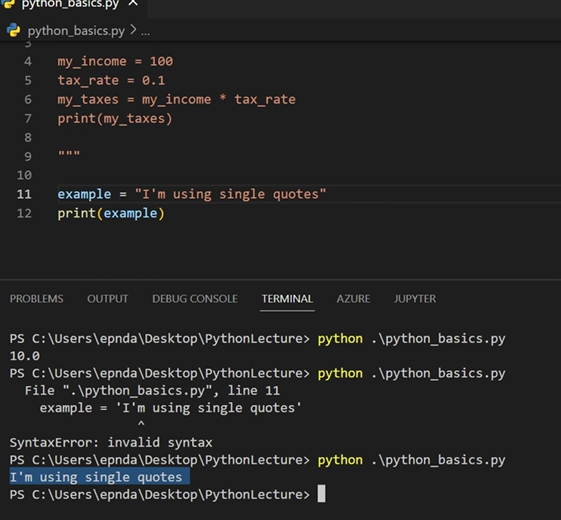 python_basics.py ×
python_basics.py > ...
3
4 my_income = 100
5 tax_rate = 0.1
6 my_taxes = my_income * tax_rate
7 print(my_taxes)
8
9 """
10
11 example = "I'm using single quotes"
12 print(example)
PROBLEMS OUTPUT DEBUG CONSOLE TERMINAL AZURE JUPYTER
PS C:\Users\epnda\Desktop\PythonLecture> python .\python_basics.py
10.0
PS C:\Users\epnda\Desktop\PythonLecture> python .\python_basics.py
  File ".\python_basics.py", line 11
    example = 'I'm using single quotes'
                 ^
SyntaxError: invalid syntax
PS C:\Users\epnda\Desktop\PythonLecture> python .\python_basics.py
I'm using single quotes
PS C:\Users\epnda\Desktop\PythonLecture>